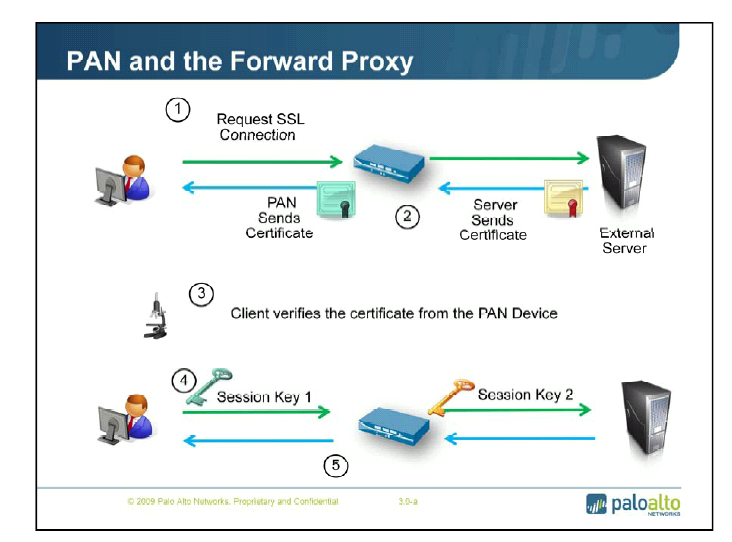 PAN and the Forward Proxy
1
Request SSL
Connection
PAN
Sends
Certificate
2
Server
Sends
Certificate
External
Server
3
Client verifies the certificate from the PAN Device
4
Session Key 1
Session Key 2
5
© 2009 Palo Alto Networks. Proprietary and Confidential
3.0-a
paloalto
NETWORKS